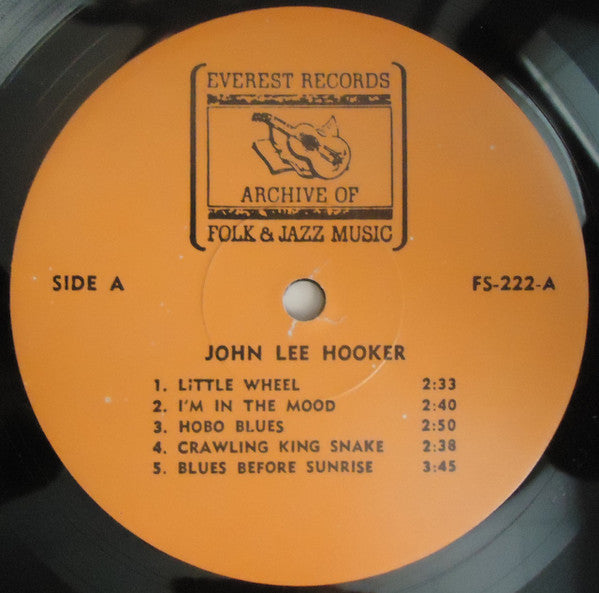 EVEREST RECORDS
ARCHIVE OF
FOLK & JAZZ MUSIC
SIDE A FS-222-A
JOHN LEE HOOKER
1. LITTLE WHEEL 2:33
2. I'M IN THE MOOD 2:40
3. HOBO BLUES 2:50
4. CRAWLING KING SNAKE 2:38
5. BLUES BEFORE SUNRISE 3:45